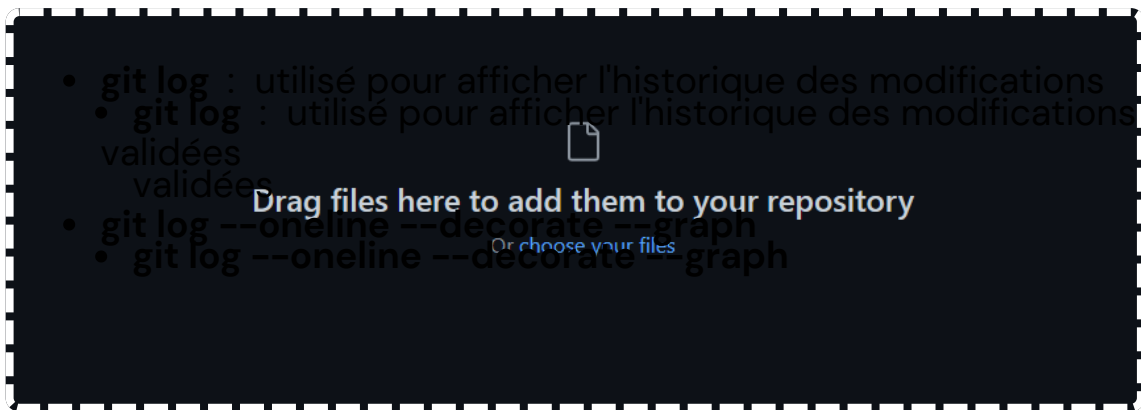 git log : utilisé pour afficher l'historique des modifications
git log : utilisé pour afficher l'historique des modifications
validées
validées
Drag files here to add them to your repository
git log --oneline --decorate --graph
Or choose your files
git log --oneline --decorate --graph